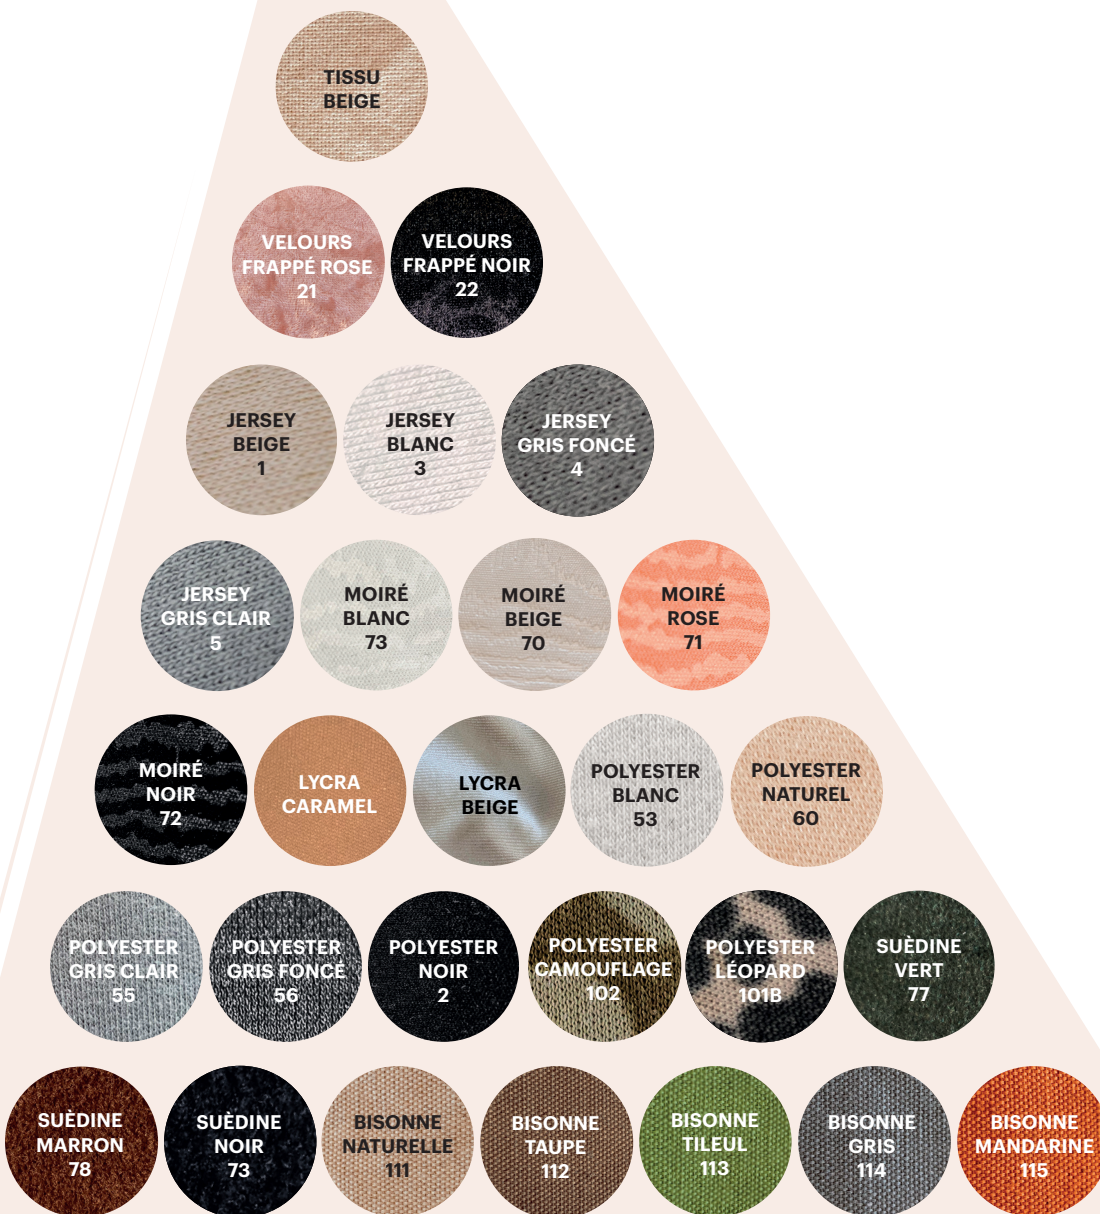 TISSU
BEIGE
VELOURS
FRAPPÉ ROSE
21
VELOURS
FRAPPÉ NOIR
22
JERSEY
BEIGE
1
JERSEY
BLANC
3
JERSEY
GRIS FONCÉ
4
JERSEY
GRIS CLAIR
5
MOIRÉ
BLANC
73
MOIRÉ
BEIGE
70
MOIRÉ
ROSE
71
MOIRÉ
NOIR
72
LYCRA
CARAMEL
LYCRA
BEIGE
POLYESTER
BLANC
53
POLYESTER
NATUREL
60
POLYESTER
GRIS CLAIR
55
POLYESTER
GRIS FONCÉ
56
POLYESTER
NOIR
2
POLYESTER
CAMOUFLAGE
102
POLYESTER
LÉOPARD
101B
SUÈDINE
VERT
77
SUÈDINE
MARRON
78
SUÈDINE
NOIR
73
BISONNE
NATURELLE
111
BISONNE
TAUPE
112
BISONNE
TILEUL
113
BISONNE
GRIS
114
BISONNE
MANDARINE
115